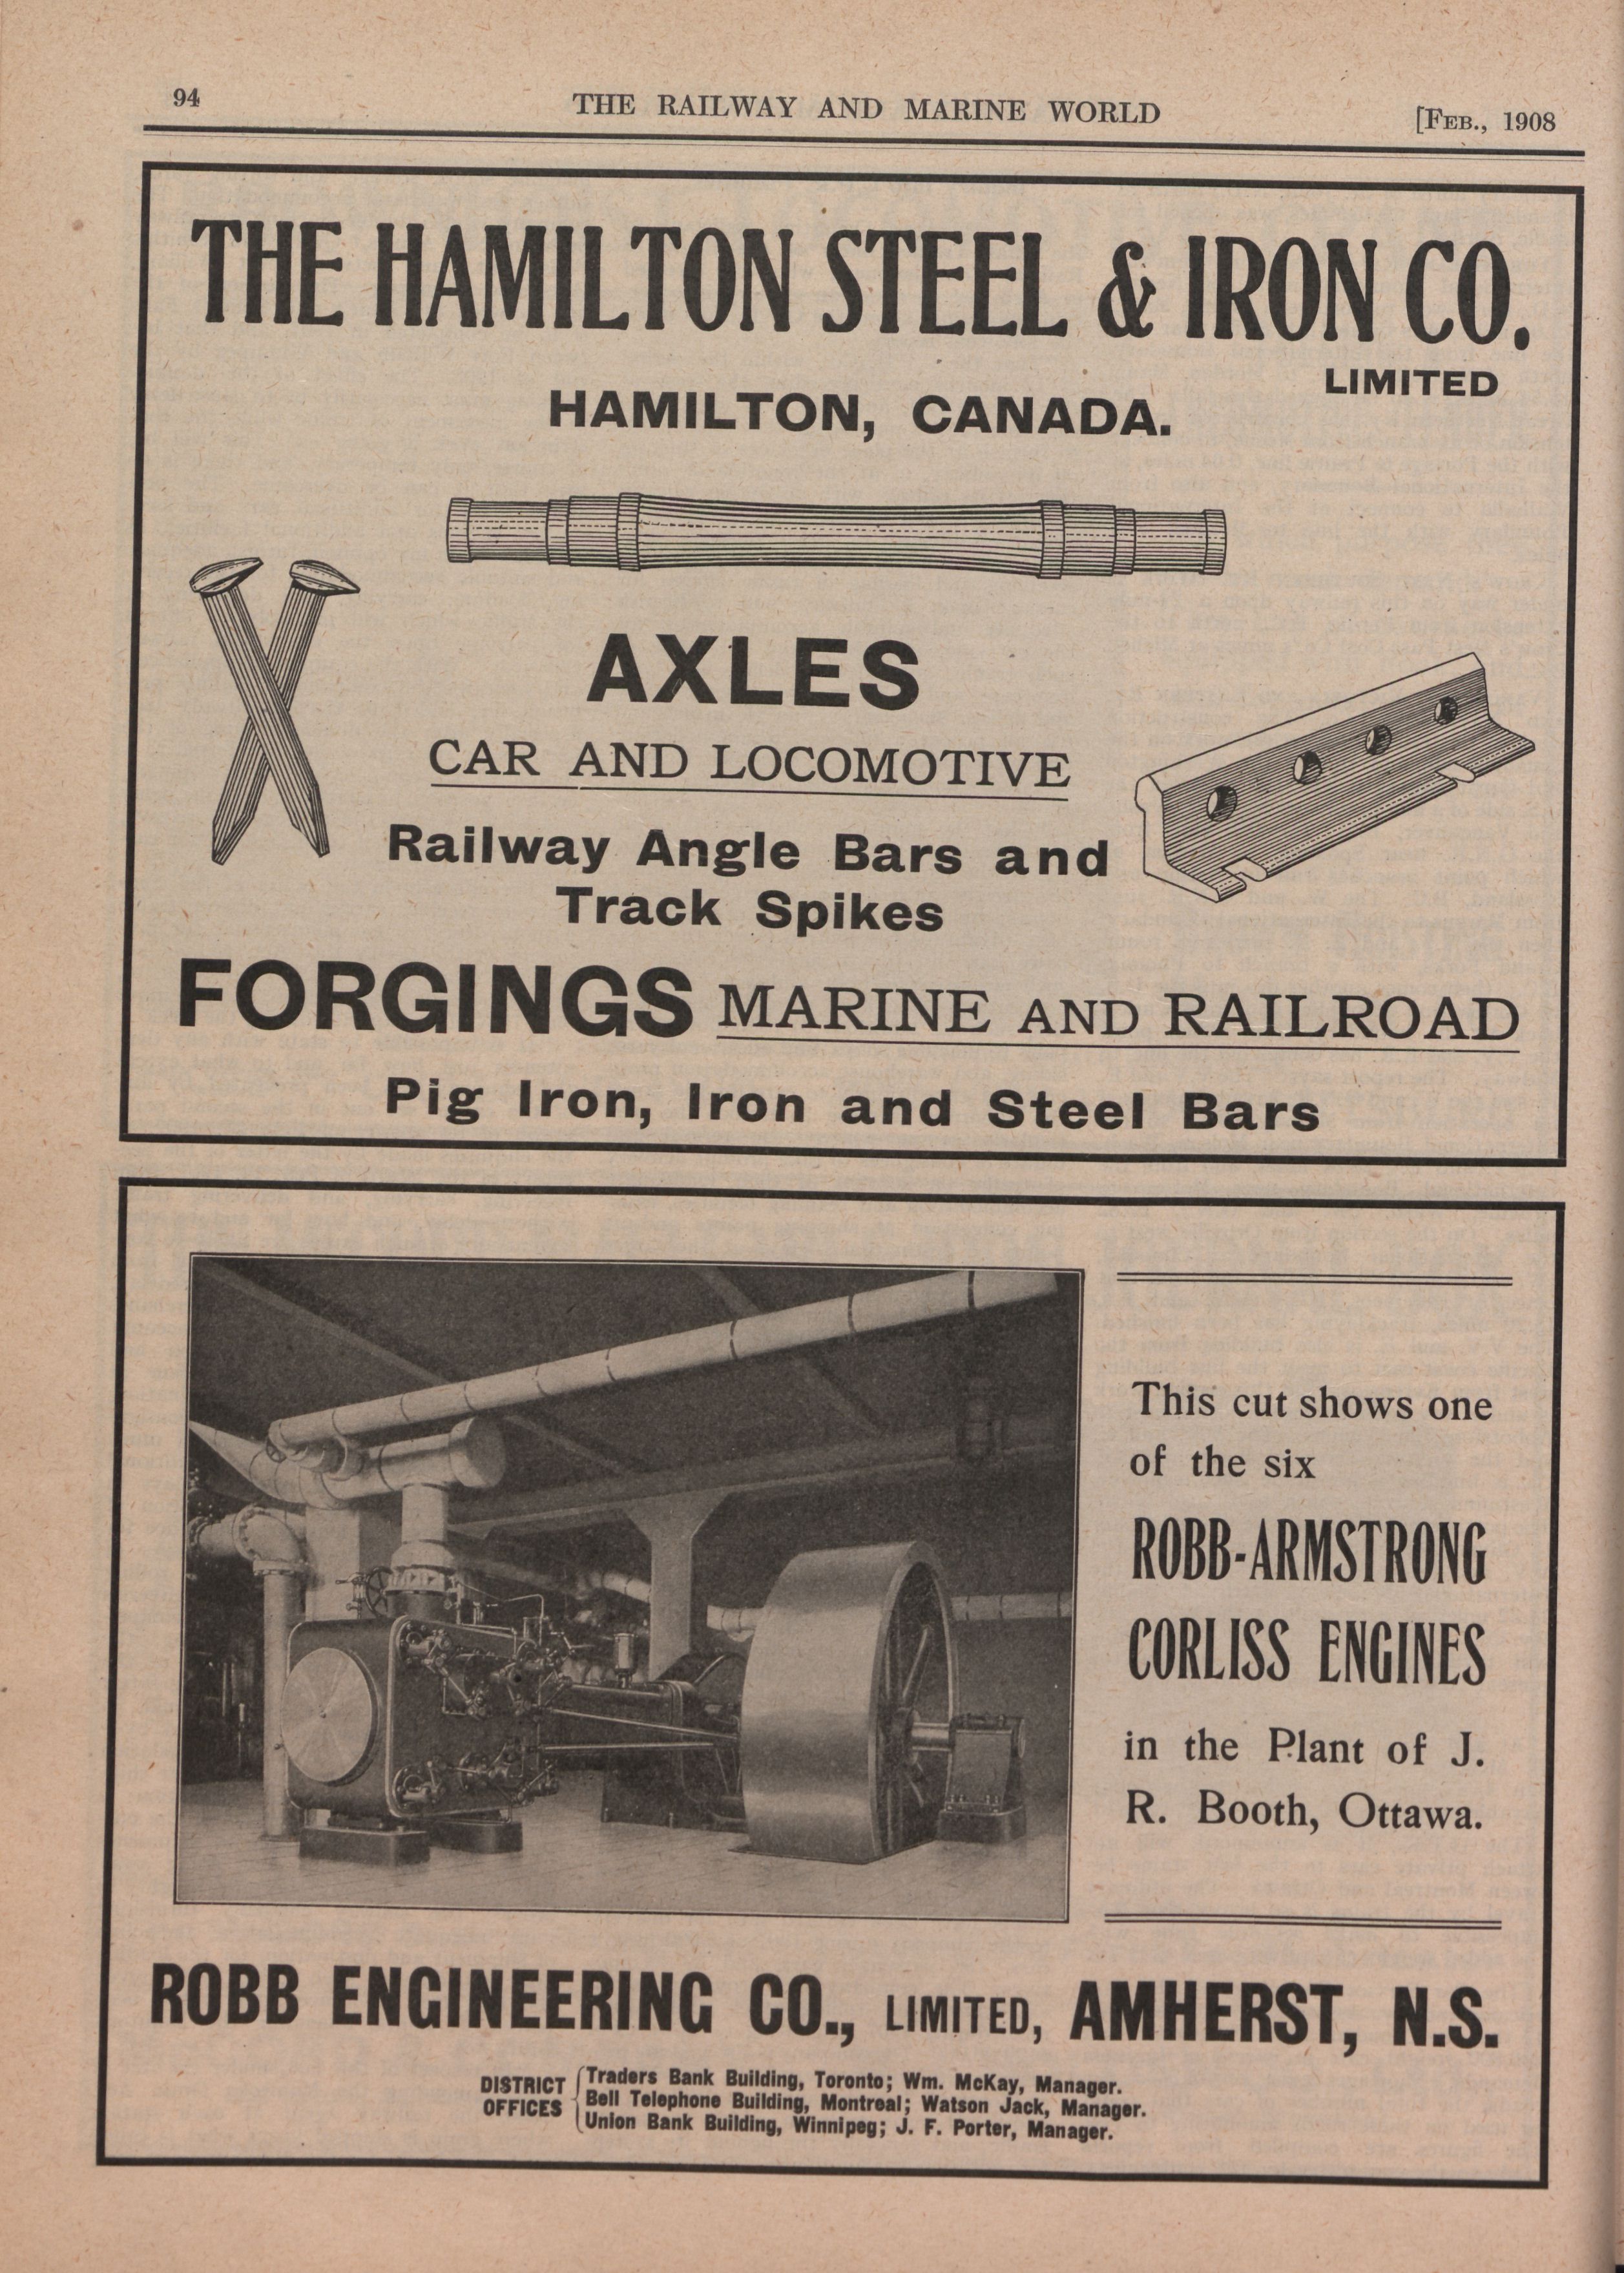 94
THE RAILWAY AND MARINE WORLD
[FEB., 1908
THE HAMILTON STEEL & IRON CO.
LIMITED
HAMILTON, CANADA.
AXLES
CAR AND LOCOMOTIVE
Railway Angle Bars and
Track Spikes
FORGINGS MARINE AND RAILROAD
Pig Iron, Iron and Steel Bars
This cut shows one
of the six
ROBB-ARMSTRONG
CORLISS ENGINES
in the Plant of J.
R. Booth, Ottawa.
ROBB ENGINEERING CO., LIMITED, AMHERST, N.S.
DISTRICT
OFFICES
Traders Bank Building, Toronto; Wm. McKay, Manager.
Bell Telephone Building, Montreal; Watson Jack, Manager.
Union Bank Building, Winnipeg; J. F. Porter, Manager.